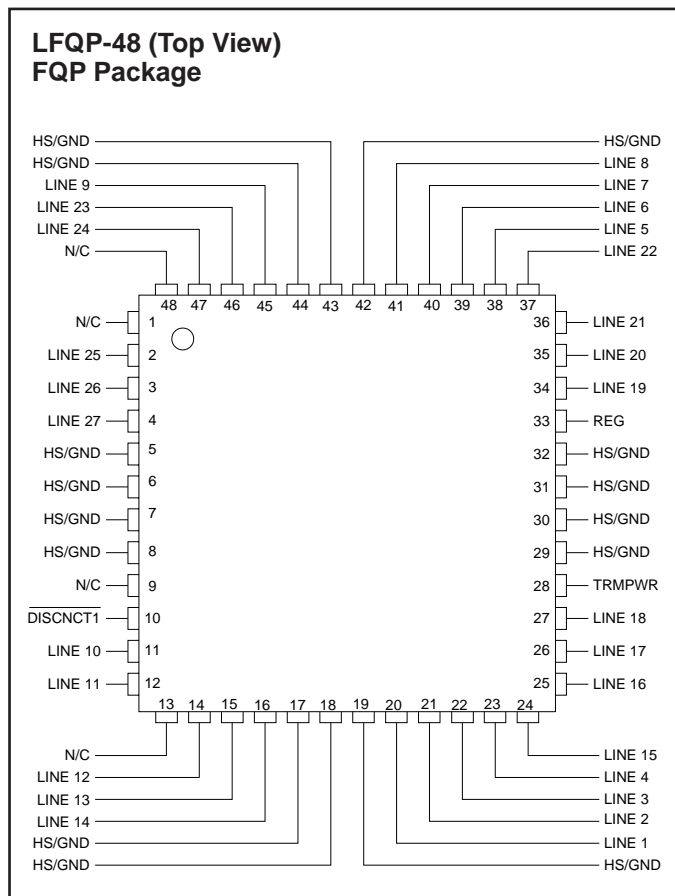 LFQP-48 (Top View)
FQP Package
HS/GND
HS/GND
LINE 9
LINE 23
LINE 24
N/C
HS/GND
LINE 8
LINE 7
LINE 6
LINE 5
LINE 22
48 47 46 45 44 43 42 41 40 39 38 37
N/C 1 36 LINE 21
LINE 25 2 35 LINE 20
LINE 26 3 34 LINE 19
LINE 27 4 33 REG
HS/GND 5 32 HS/GND
HS/GND 6 31 HS/GND
HS/GND 7 30 HS/GND
HS/GND 8 29 HS/GND
N/C 9 28 TRMPWR
DISCNCT1 10 27 LINE 18
LINE 10 11 26 LINE 17
LINE 11 12 25 LINE 16
13 14 15 16 17 18 19 20 21 22 23 24
N/C
LINE 12
LINE 13
LINE 14
HS/GND
HS/GND
LINE 15
LINE 4
LINE 3
LINE 2
LINE 1
HS/GND